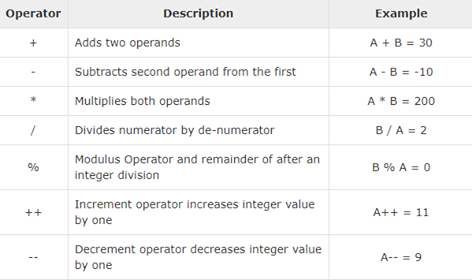 Operator Description Example
+ Adds two operands A + B = 30
- Subtracts second operand from the first A - B = -10
* Multiplies both operands A * B = 200
/ Divides numerator by de-numerator B / A = 2
% Modulus Operator and remainder of after an
integer division B % A = 0
++ Increment operator increases integer value
by one A++ = 11
-- Decrement operator decreases integer value
by one A-- = 9